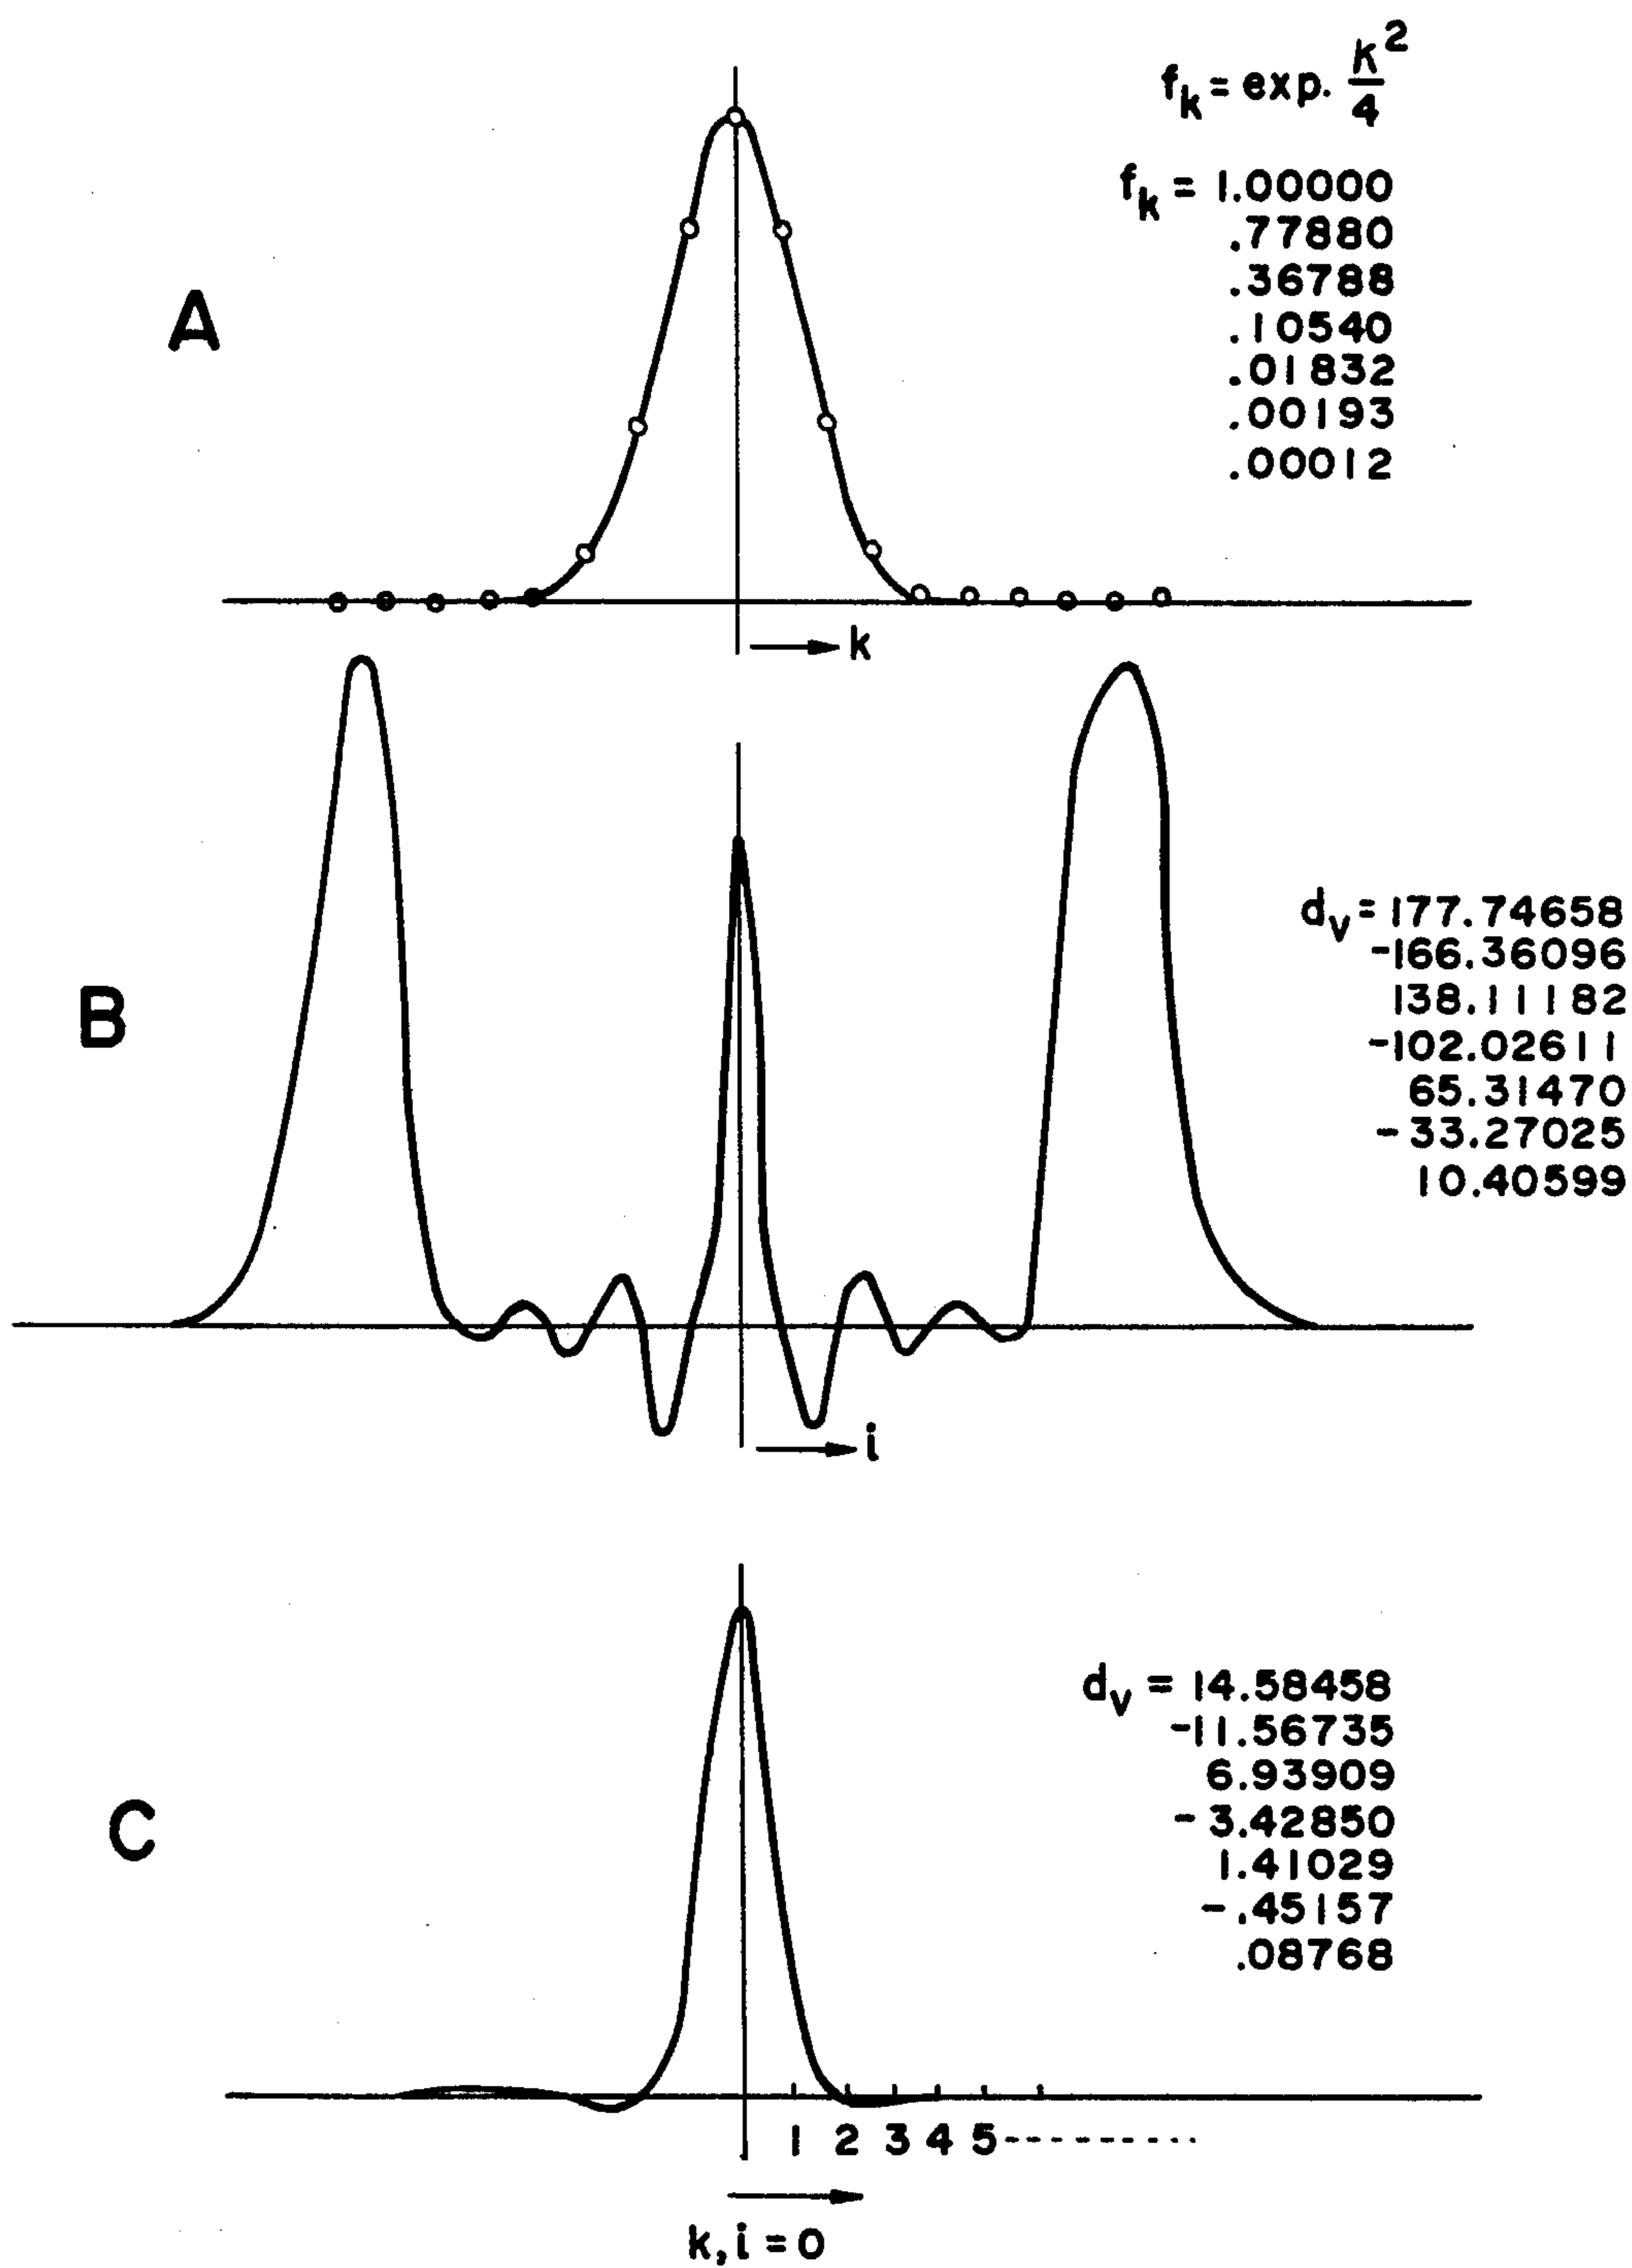 f_k = exp. K²/4
f_k = 1.00000
.77880
.36788
.10540
.01832
.00193
.00012
A
k
B
d_v = 177.74658
-166.36096
138.11182
-102.02611
65.31470
-33.27025
10.40599
i
C
d_v = 14.58458
-11.56735
6.93909
-3.42850
1.41029
-.45157
.08768
1 2 3 4 5---------
k, i = 0